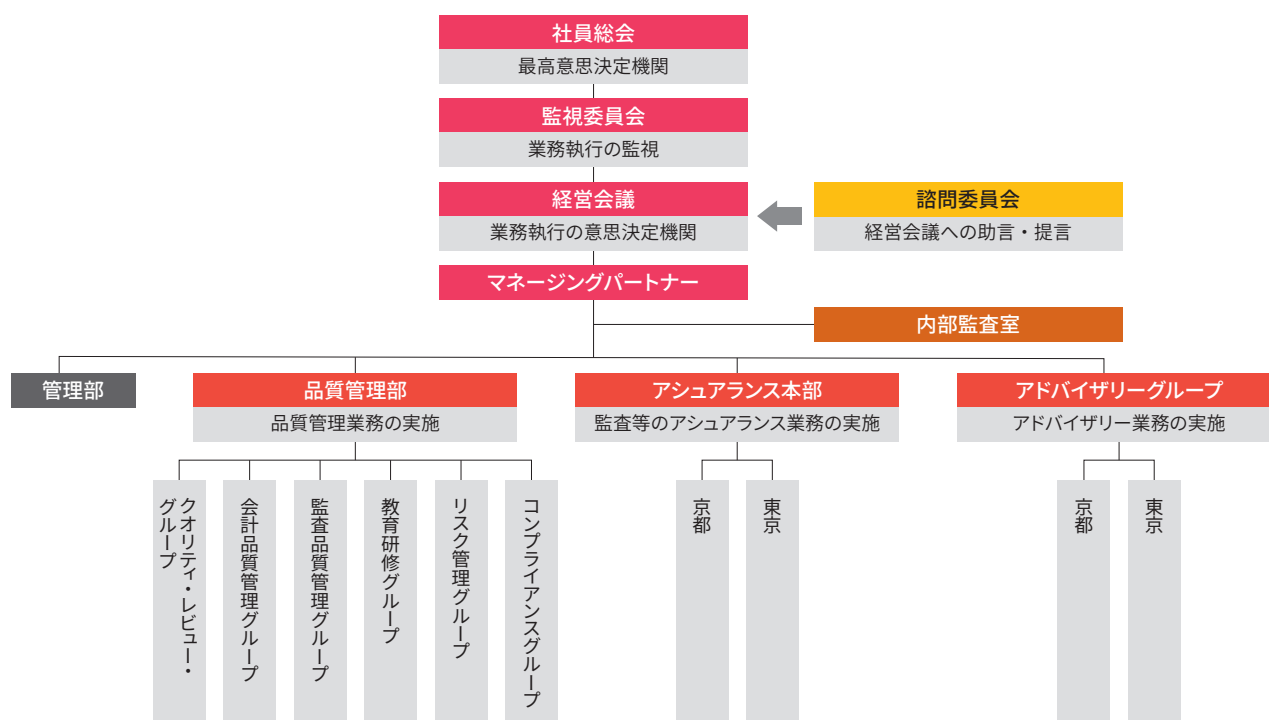 社員総会
最高意思決定機関
監視委員会
業務執行の監視
経営会議
業務執行の意思決定機関
諮問委員会
経営会議への助言・提言
マネージングパートナー
内部監査室
管理部
品質管理部
品質管理業務の実施
アシュアランス本部
監査等のアシュアランス業務の実施
アドバイザリーグループ
アドバイザリー業務の実施
クオリティ・レビュー・
グループ
会計品質管理グループ
監査品質管理グループ
教育研修グループ
リスク管理グループ
コンプライアンスグループ
京都
東京
京都
東京